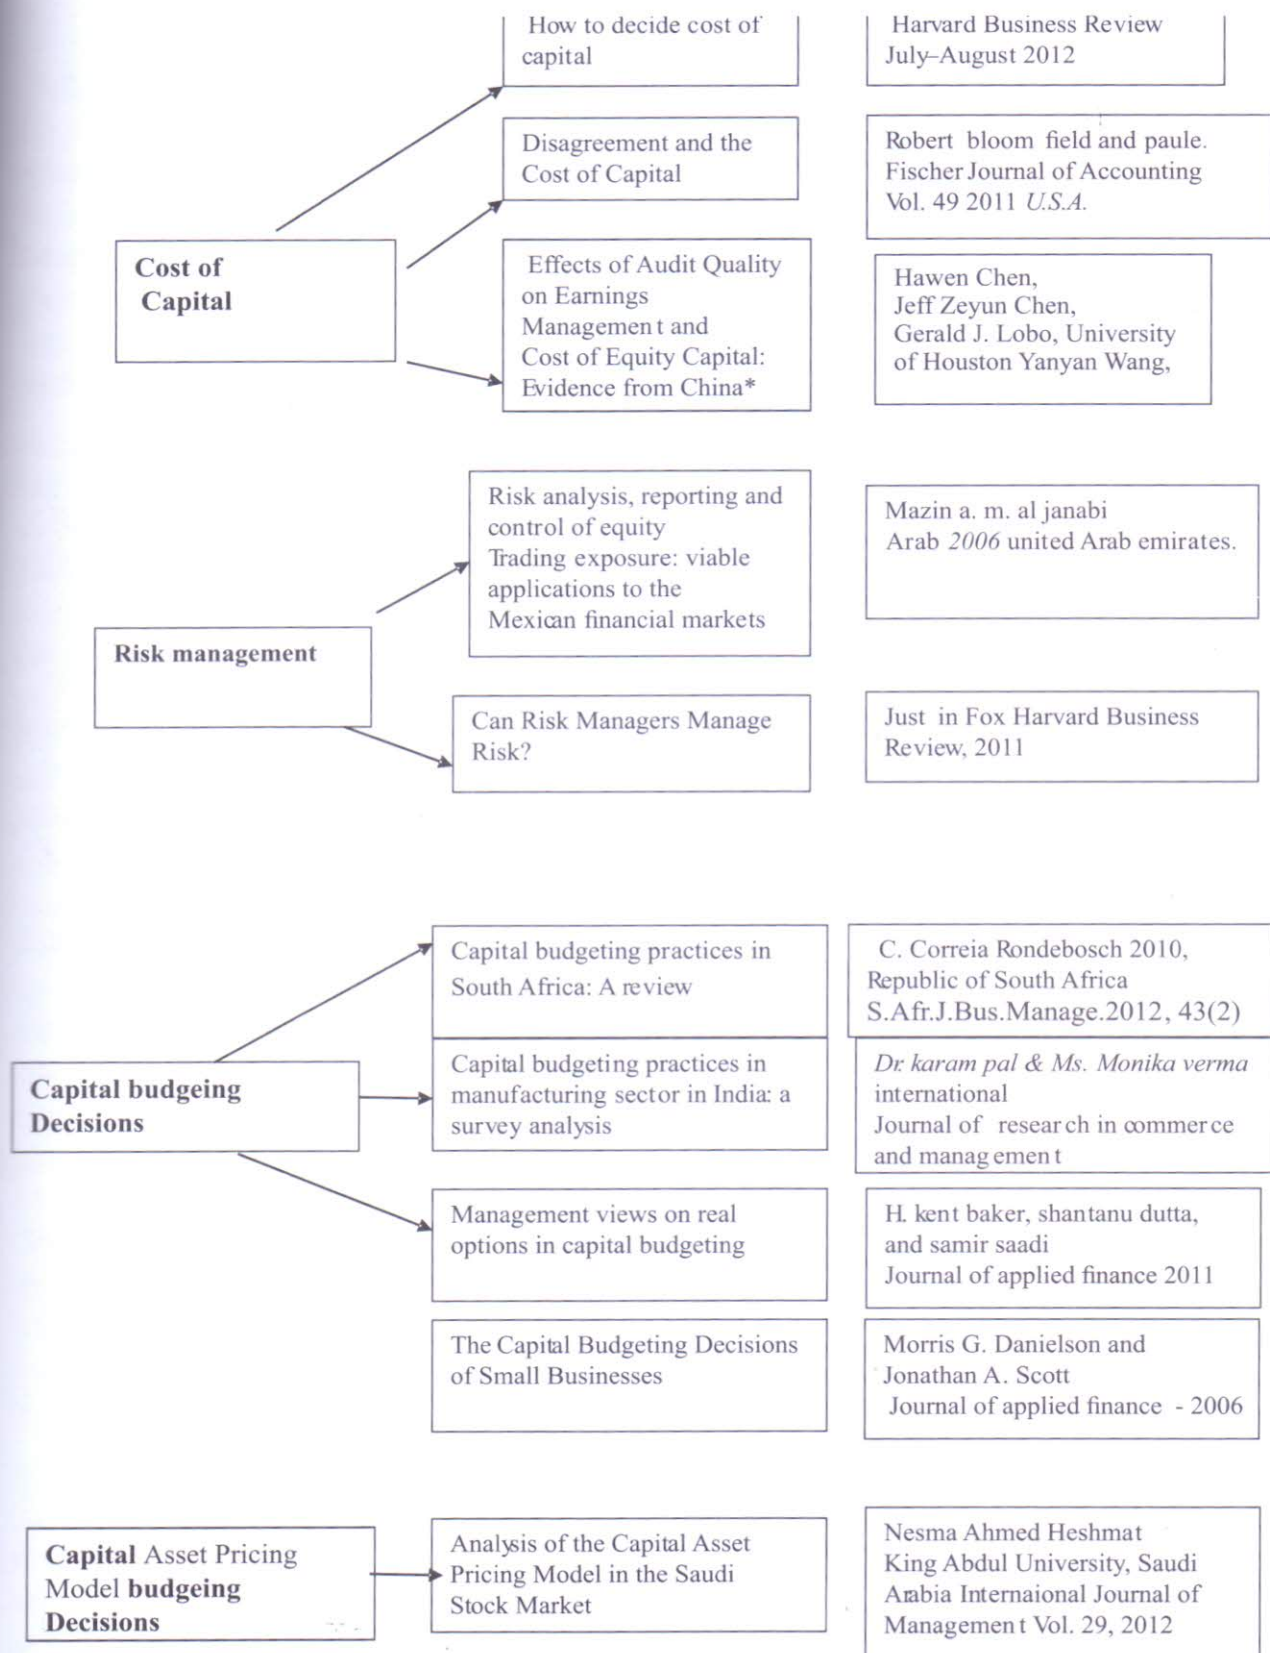 How to decide cost of
capital
Harvard Business Review
July–August 2012
Disagreement and the
Cost of Capital
Robert bloom field and paule.
Fischer Journal of Accounting
Vol. 49 2011 U.S.A.
Cost of
Capital
Effects of Audit Quality
on Earnings
Management and
Cost of Equity Capital:
Evidence from China*
Hawen Chen,
Jeff Zeyun Chen,
Gerald J. Lobo, University
of Houston Yanyan Wang,
Risk management
Risk analysis, reporting and
control of equity
Trading exposure: viable
applications to the
Mexican financial markets
Mazin a. m. al janabi
Arab 2006 united Arab emirates.
Can Risk Managers Manage
Risk?
Just in Fox Harvard Business
Review, 2011
Capital budgeing
Decisions
Capital budgeting practices in
South Africa: A review
C. Correia Rondebosch 2010,
Republic of South Africa
S.Afr.J.Bus.Manage.2012, 43(2)
Capital budgeting practices in
manufacturing sector in India: a
survey analysis
Dr. karam pal & Ms. Monika verma
international
Journal of research in commerce
and management
Management views on real
options in capital budgeting
H. kent baker, shantanu dutta,
and samir saadi
Journal of applied finance 2011
The Capital Budgeting Decisions
of Small Businesses
Morris G. Danielson and
Jonathan A. Scott
Journal of applied finance - 2006
Capital Asset Pricing
Model budgeing
Decisions
Analysis of the Capital Asset
Pricing Model in the Saudi
Stock Market
Nesma Ahmed Heshmat
King Abdul University, Saudi
Arabia Internaional Journal of
Management Vol. 29, 2012